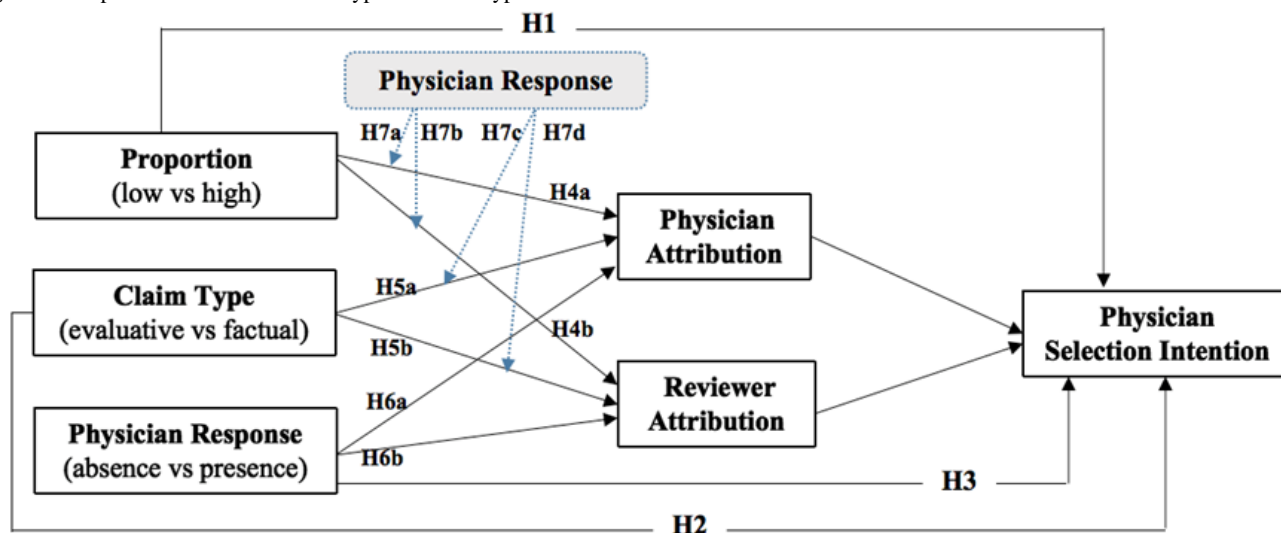 H1
Physician Response
H7a
H7b
H7c
H7d
Proportion
(low vs high)
H4a
Physician
Attribution
Claim Type
(evaluative vs factual)
H5a
H5b
H4b
Physician
Selection Intention
Reviewer
Attribution
H6a
Physician Response
(absence vs presence)
H6b
H3
H2